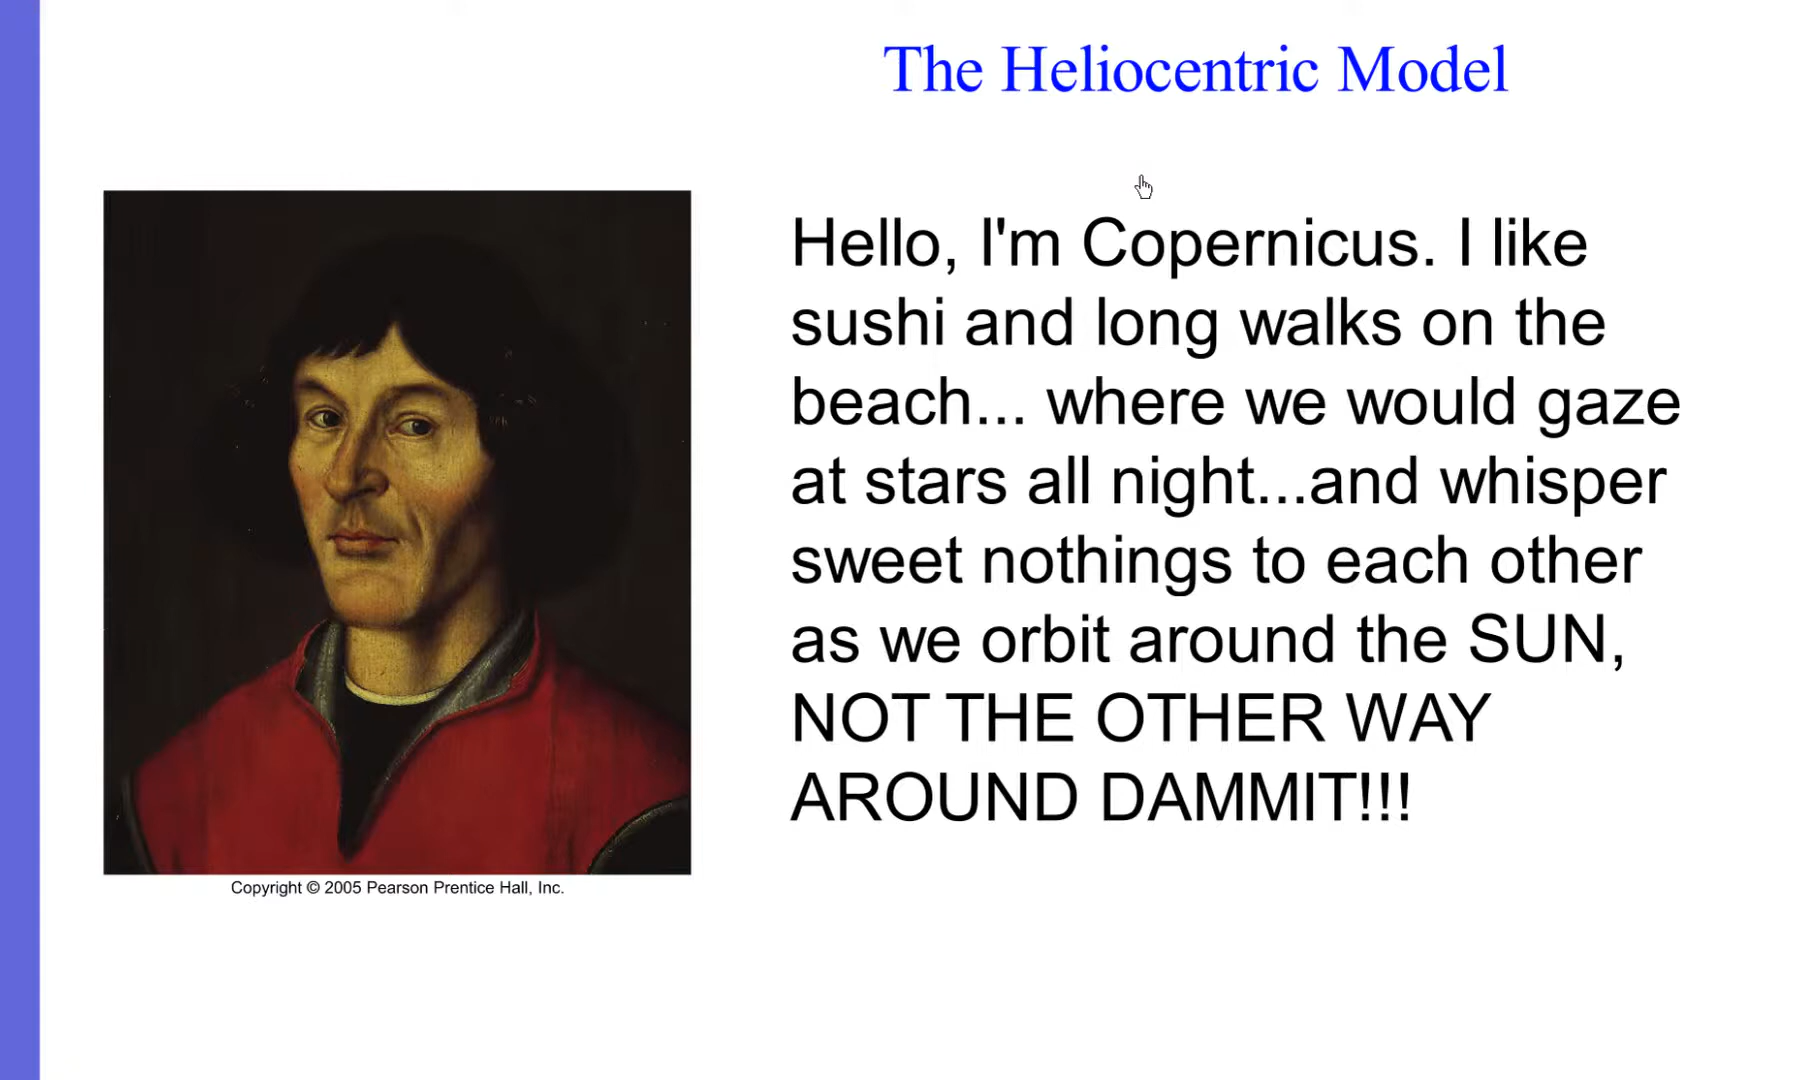 The Heliocentric Model
Hello, I'm Copernicus. I like
sushi and long walks on the
beach... where we would gaze
at stars all night...and whisper
sweet nothings to each other
as we orbit around the SUN,
NOT THE OTHER WAY
AROUND DAMMIT!!!
Copyright © 2005 Pearson Prentice Hall, Inc.